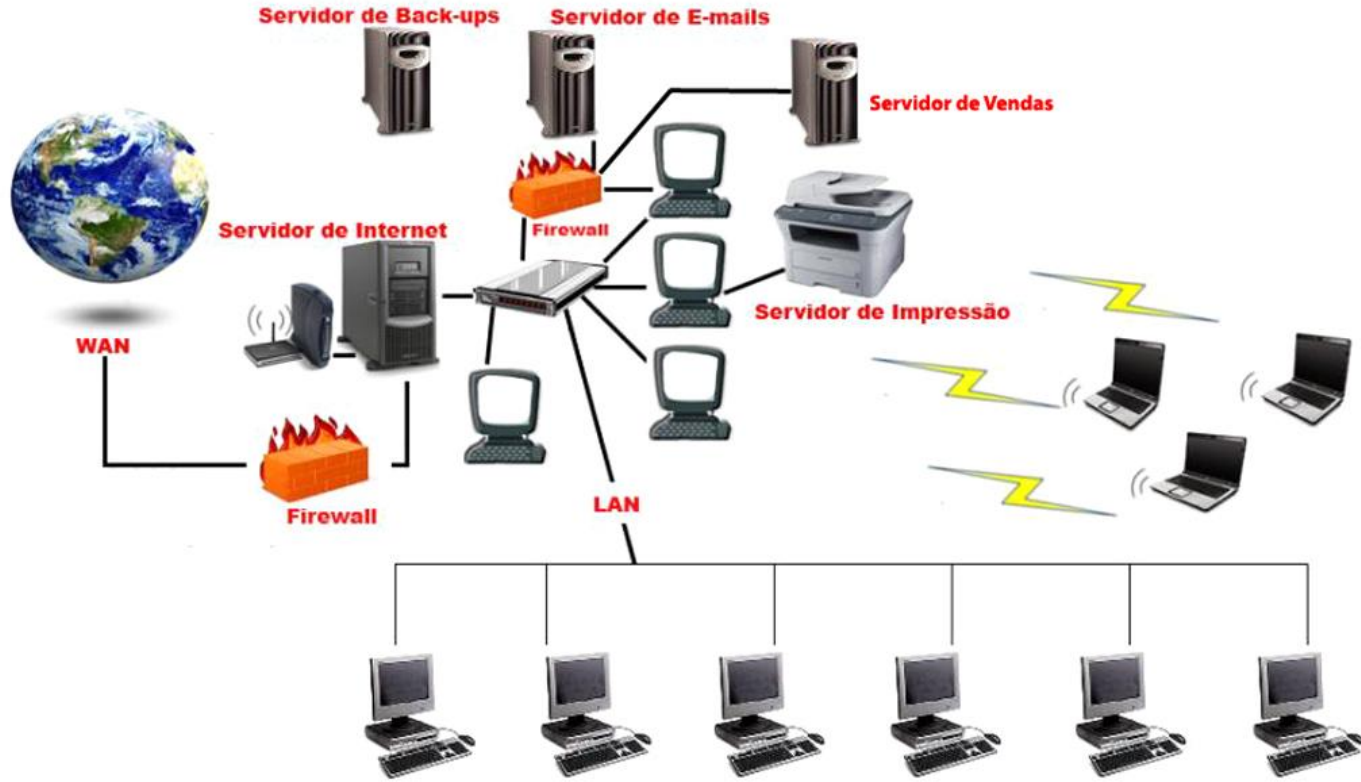 Servidor de Back-ups
Servidor de E-mails
Servidor de Vendas
Firewall
Servidor de Internet
Servidor de Impressão
WAN
Firewall
LAN